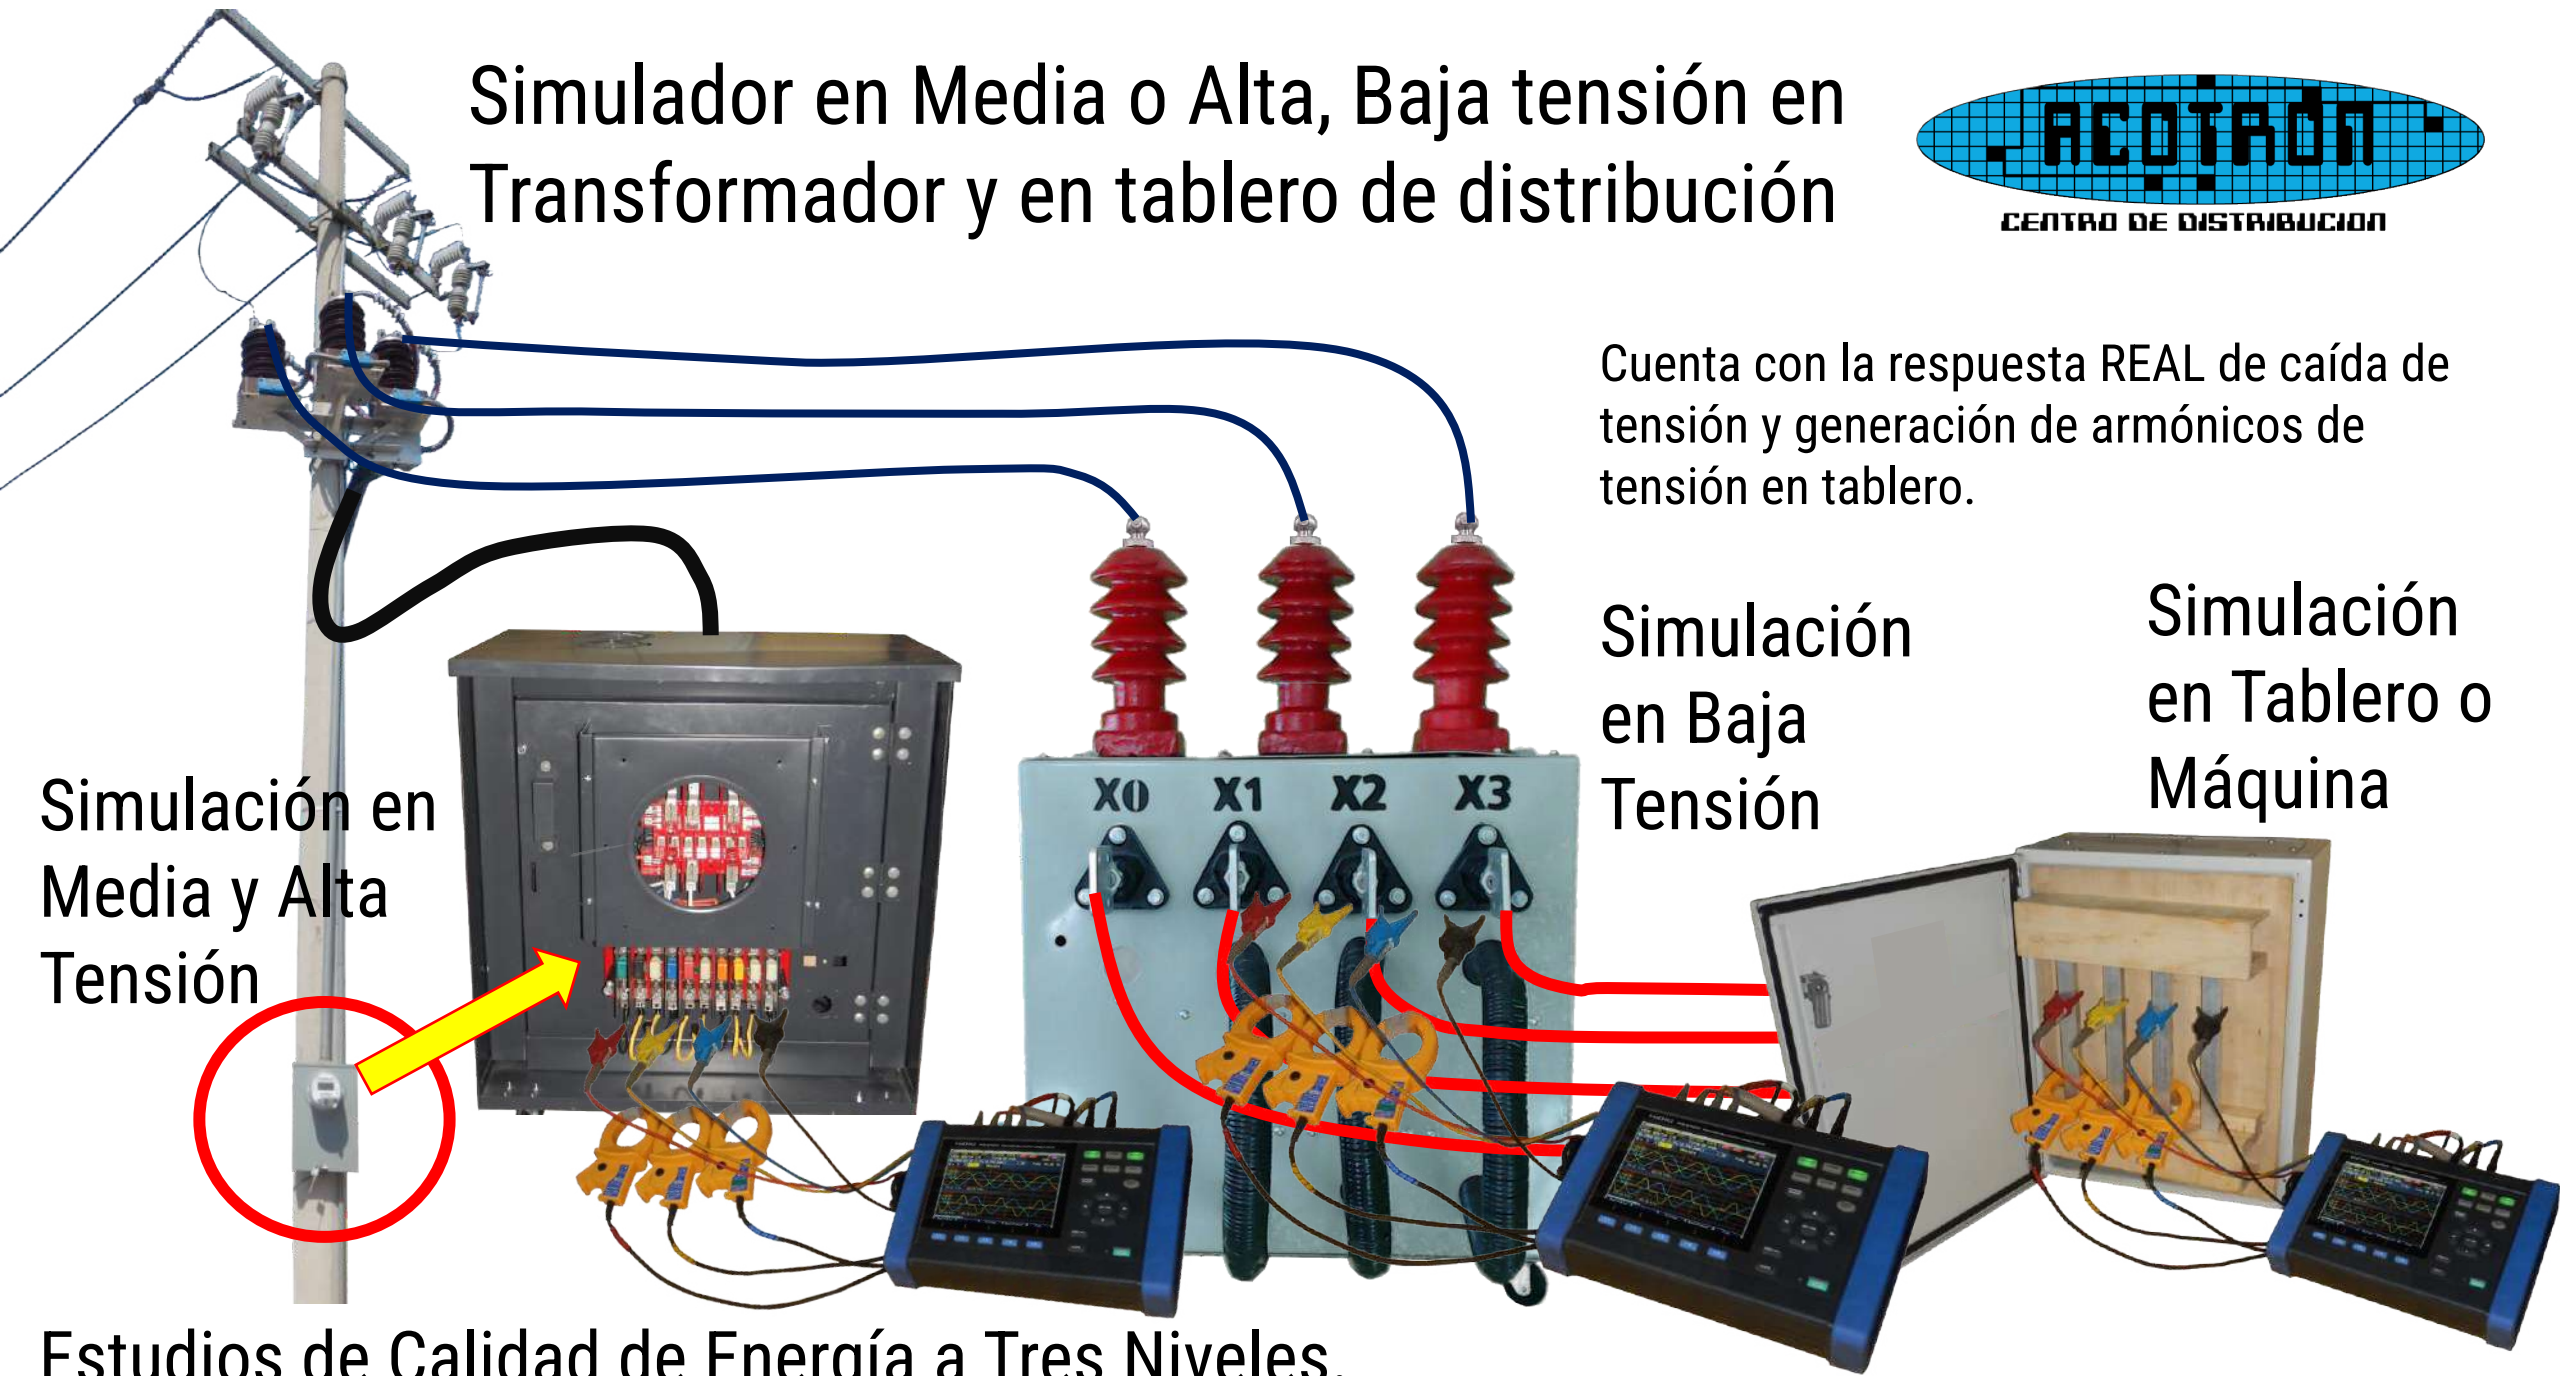 Simulador en Media o Alta, Baja tensión en
Transformador y en tablero de distribución
ACOTRÓN
CENTRO DE DISTRIBUCION
Cuenta con la respuesta REAL de caída de
tensión y generación de armónicos de
tensión en tablero.
Simulación
en Baja
Tensión
Simulación
en Tablero o
Máquina
Simulación en
Media y Alta
Tensión
X0 X1 X2 X3
Estudios de Calidad de Energía a Tres Niveles.